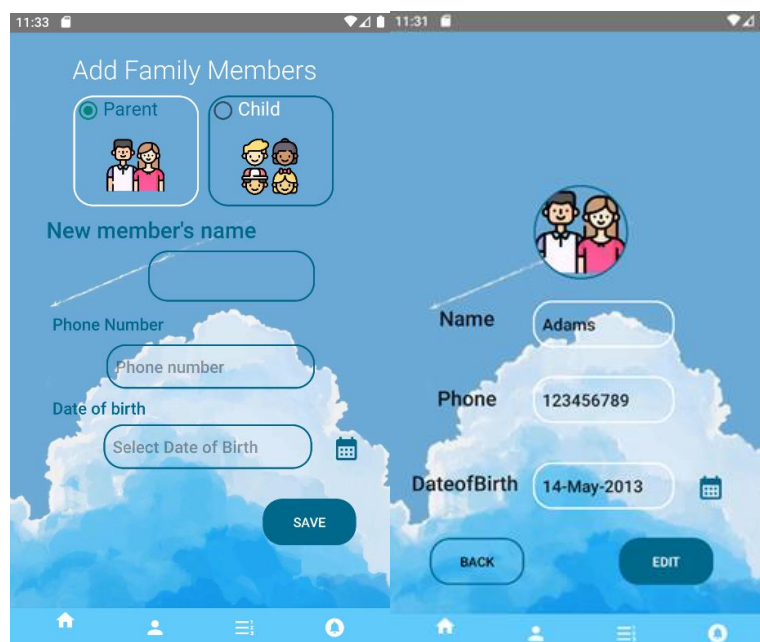 11:33
Add Family Members
Parent
Child
New member's name
Phone Number
Phone number
Date of birth
Select Date of Birth
SAVE
11:31
Name
Adams
Phone
123456789
DateofBirth
14-May-2013
BACK
EDIT